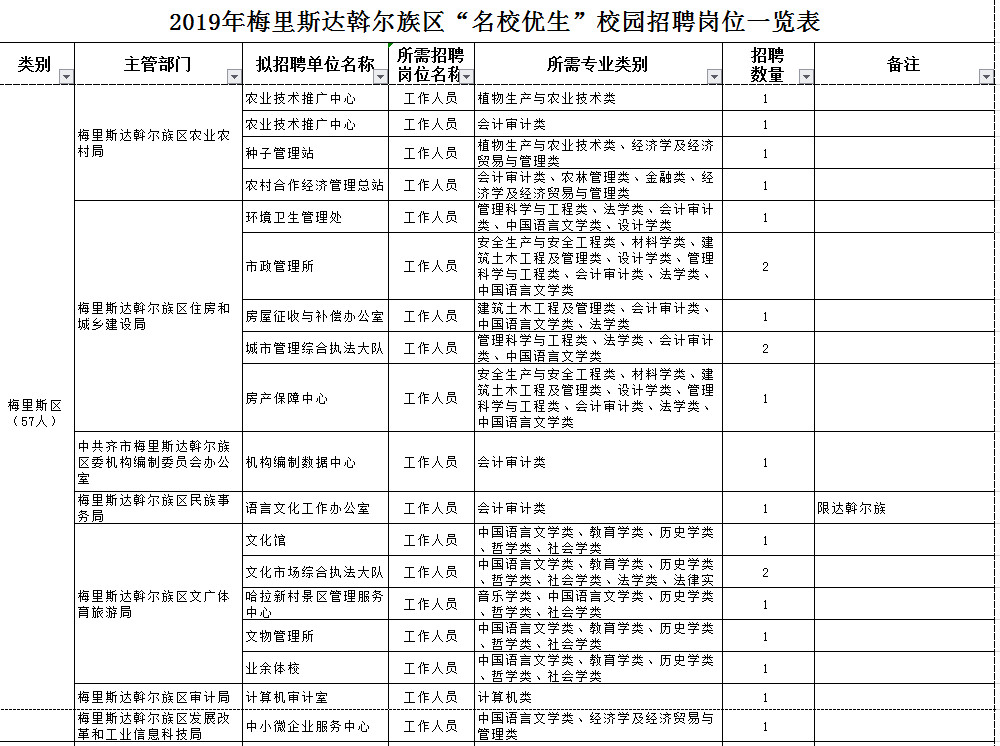 2019年梅里斯达斡尔族区“名校优生”校园招聘岗位一览表
类别
主管部门
拟招聘单位名称
所需招聘
岗位名称
所需专业类别
招聘
数量
备注
梅里斯区
（57人）
梅里斯达斡尔族区农业农
村局
农业技术推广中心
工作人员
植物生产与农业技术类
1
农业技术推广中心
工作人员
会计审计类
1
种子管理站
工作人员
植物生产与农业技术类、经济学及经济
贸易与管理类
1
农村合作经济管理总站
工作人员
会计审计类、农林管理类、金融类、经
济学及经济贸易与管理类
1
梅里斯达斡尔族区住房和
城乡建设局
环境卫生管理处
工作人员
管理科学与工程类、法学类、会计审计
类、中国语言文学类、设计学类
1
市政管理所
工作人员
安全生产与安全工程类、材料学类、建
筑土木工程及管理类、设计学类、管理
科学与工程类、会计审计类、法学类、
中国语言文学类
2
房屋征收与补偿办公室
工作人员
建筑土木工程及管理类、会计审计类、
中国语言文学类、法学类
1
城市管理综合执法大队
工作人员
管理科学与工程类、法学类、会计审计
类、中国语言文学类
2
房产保障中心
工作人员
安全生产与安全工程类、材料学类、建
筑土木工程及管理类、设计学类、管理
科学与工程类、会计审计类、法学类、
中国语言文学类
1
中共齐市梅里斯达斡尔族
区委机构编制委员会办公
室
机构编制数据中心
工作人员
会计审计类
1
梅里斯达斡尔族区民族事
务局
语言文化工作办公室
工作人员
会计审计类
1
限达斡尔族
梅里斯达斡尔族区文广体
育旅游局
文化馆
工作人员
中国语言文学类、教育学类、历史学类
、哲学类、社会学类
1
文化市场综合执法大队
工作人员
中国语言文学类、教育学类、历史学类
、哲学类、社会学类、法学类、法律实
2
哈拉新村景区管理服务
中心
工作人员
音乐学类、中国语言文学类、历史学类
、哲学类、社会学类
1
文物管理所
工作人员
中国语言文学类、教育学类、历史学类
、哲学类、社会学类
1
业余体校
工作人员
中国语言文学类、教育学类、历史学类
、哲学类、社会学类
1
梅里斯达斡尔族区审计局
计算机审计室
工作人员
计算机类
1
梅里斯达斡尔族区发展改
革和工业信息科技局
中小微企业服务中心
工作人员
中国语言文学类、经济学及经济贸易与
管理类
1